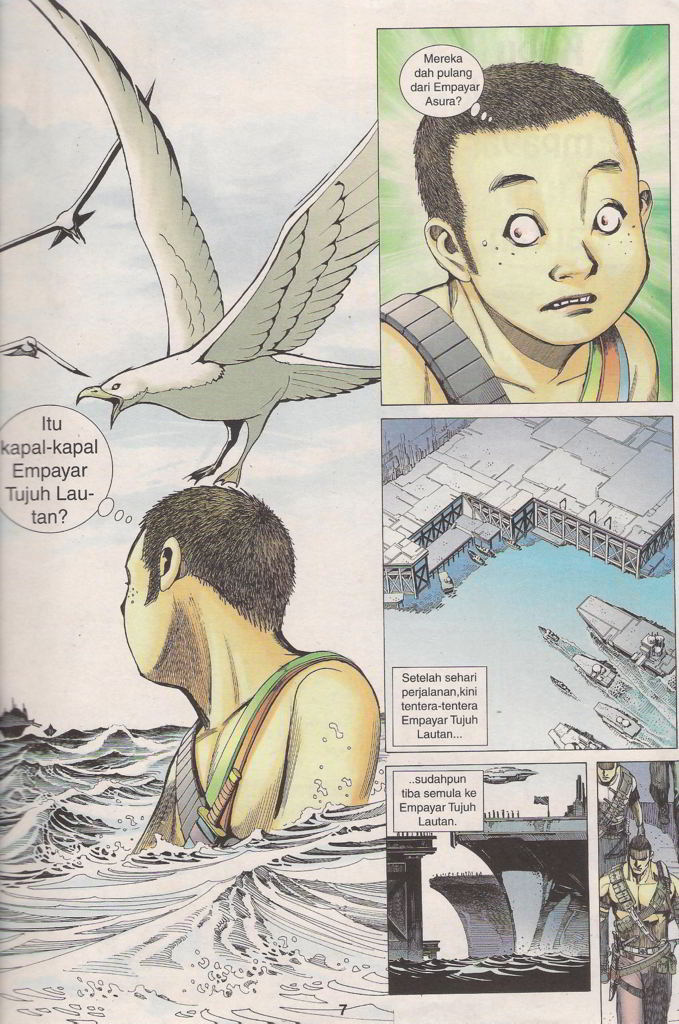 Itu
kapal-kapal
Empayar
Tujuh Lau-
tan?
Mereka
dah pulang
dari Empayar
Asura?
Setelah sehari
perjalanan,kini
tentera-tentera
Empayar Tujuh
Lautan...
..sudahpun
tiba semula ke
Empayar Tujuh
Lautan.
7